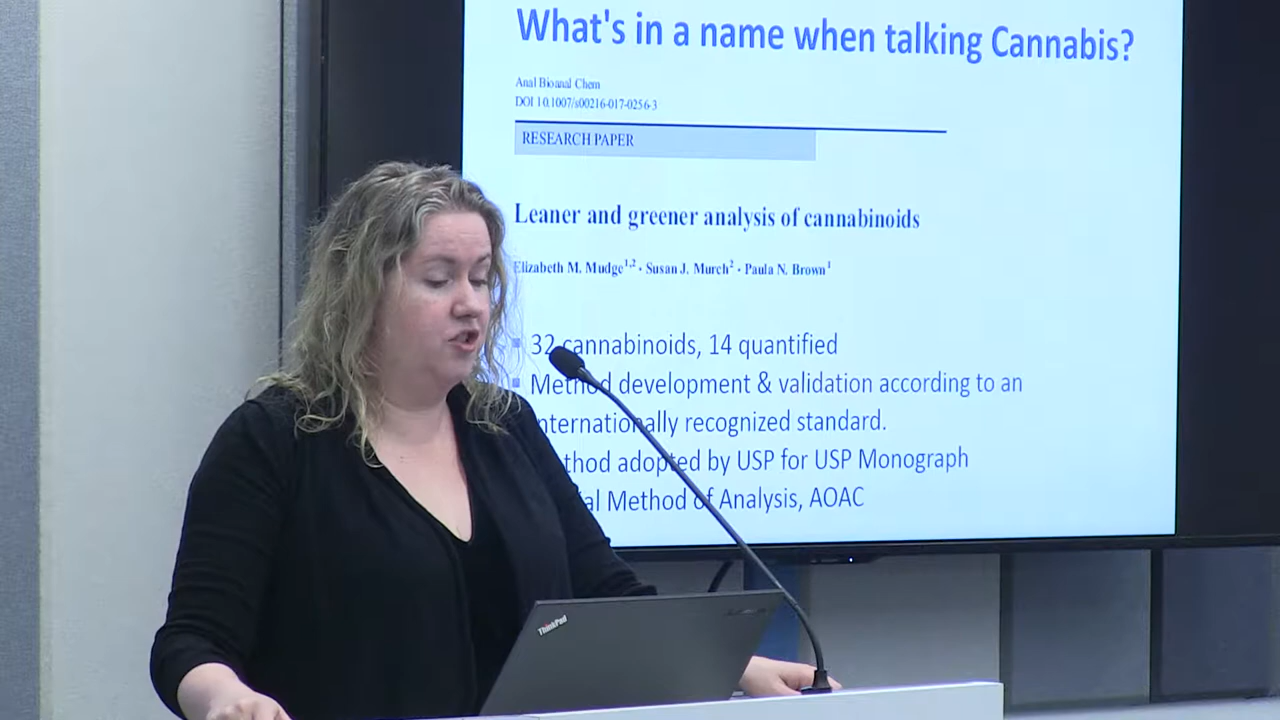 What's in a name when talking Cannabis?
Anal Bioanal Chem
DOI 10.1007/s00216-017-0256-3
RESEARCH PAPER
Leaner and greener analysis of cannabinoids
Elizabeth M. Mudge1,2 · Susan J. Murch2 · Paula N. Brown1
32 cannabinoids, 14 quantified
Method development & validation according to an
internationally recognized standard.
thod adopted by USP for USP Monograph
ial Method of Analysis, AOAC
ThinkPad